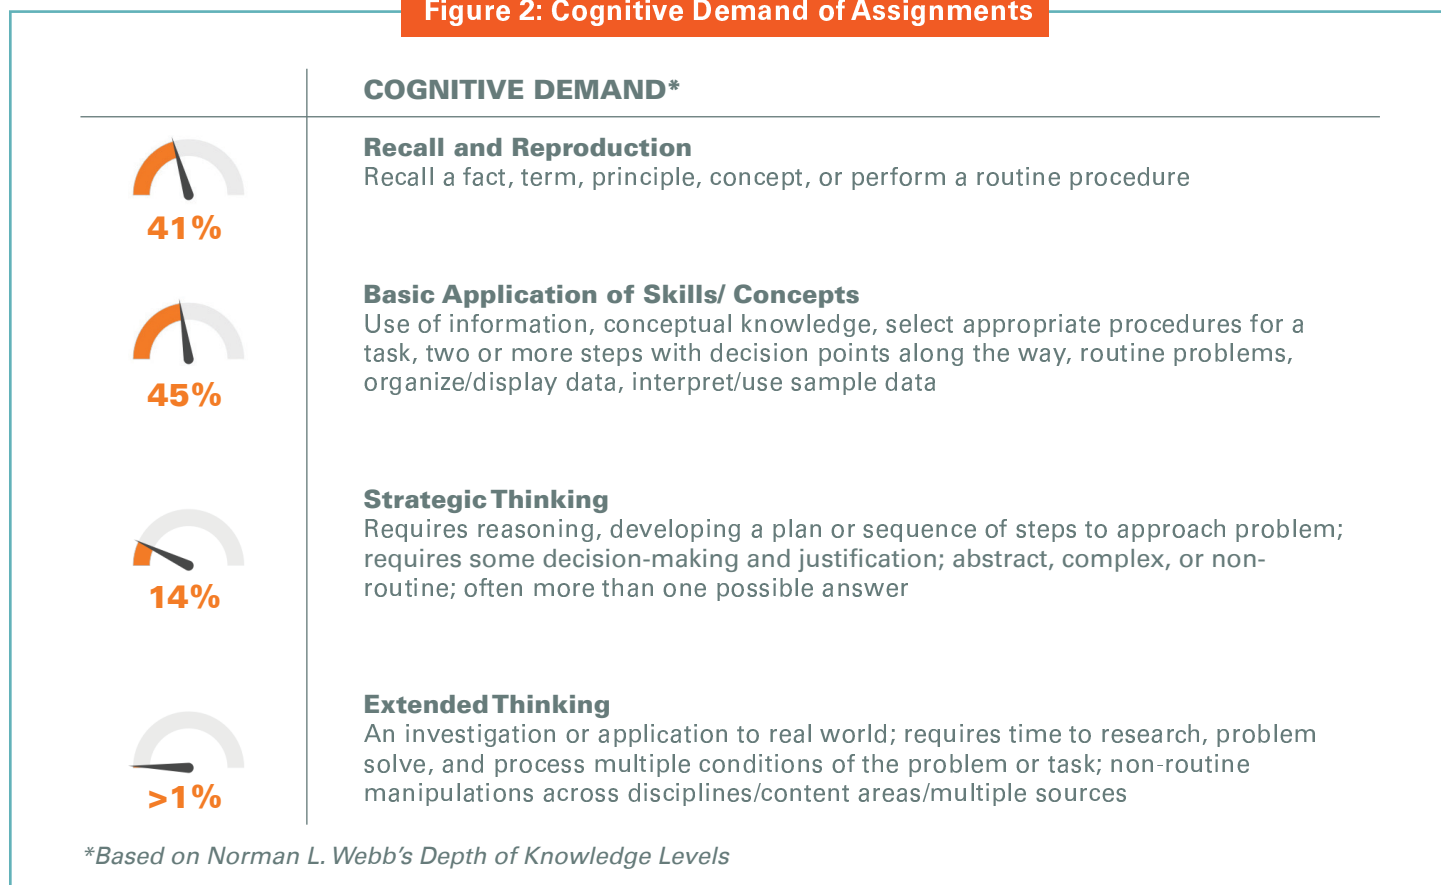 Figure 2: Cognitive Demand of Assignments
COGNITIVE DEMAND*
41%
Recall and Reproduction
Recall a fact, term, principle, concept, or perform a routine procedure
45%
Basic Application of Skills/ Concepts
Use of information, conceptual knowledge, select appropriate procedures for a
task, two or more steps with decision points along the way, routine problems,
organize/display data, interpret/use sample data
14%
Strategic Thinking
Requires reasoning, developing a plan or sequence of steps to approach problem;
requires some decision-making and justification; abstract, complex, or non-
routine; often more than one possible answer
>1%
Extended Thinking
An investigation or application to real world; requires time to research, problem
solve, and process multiple conditions of the problem or task; non-routine
manipulations across disciplines/content areas/multiple sources
*Based on Norman L. Webb's Depth of Knowledge Levels